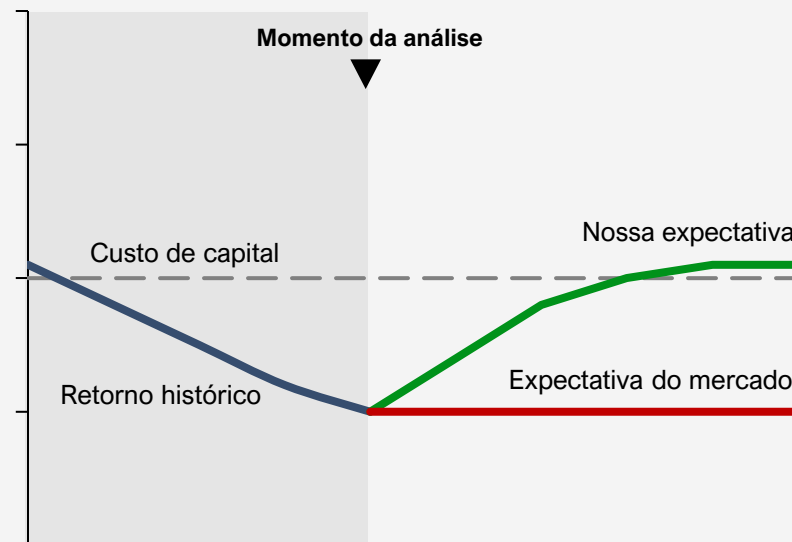 Momento da análise
Nossa expectativa
Custo de capital
Expectativa do mercado
Retorno histórico